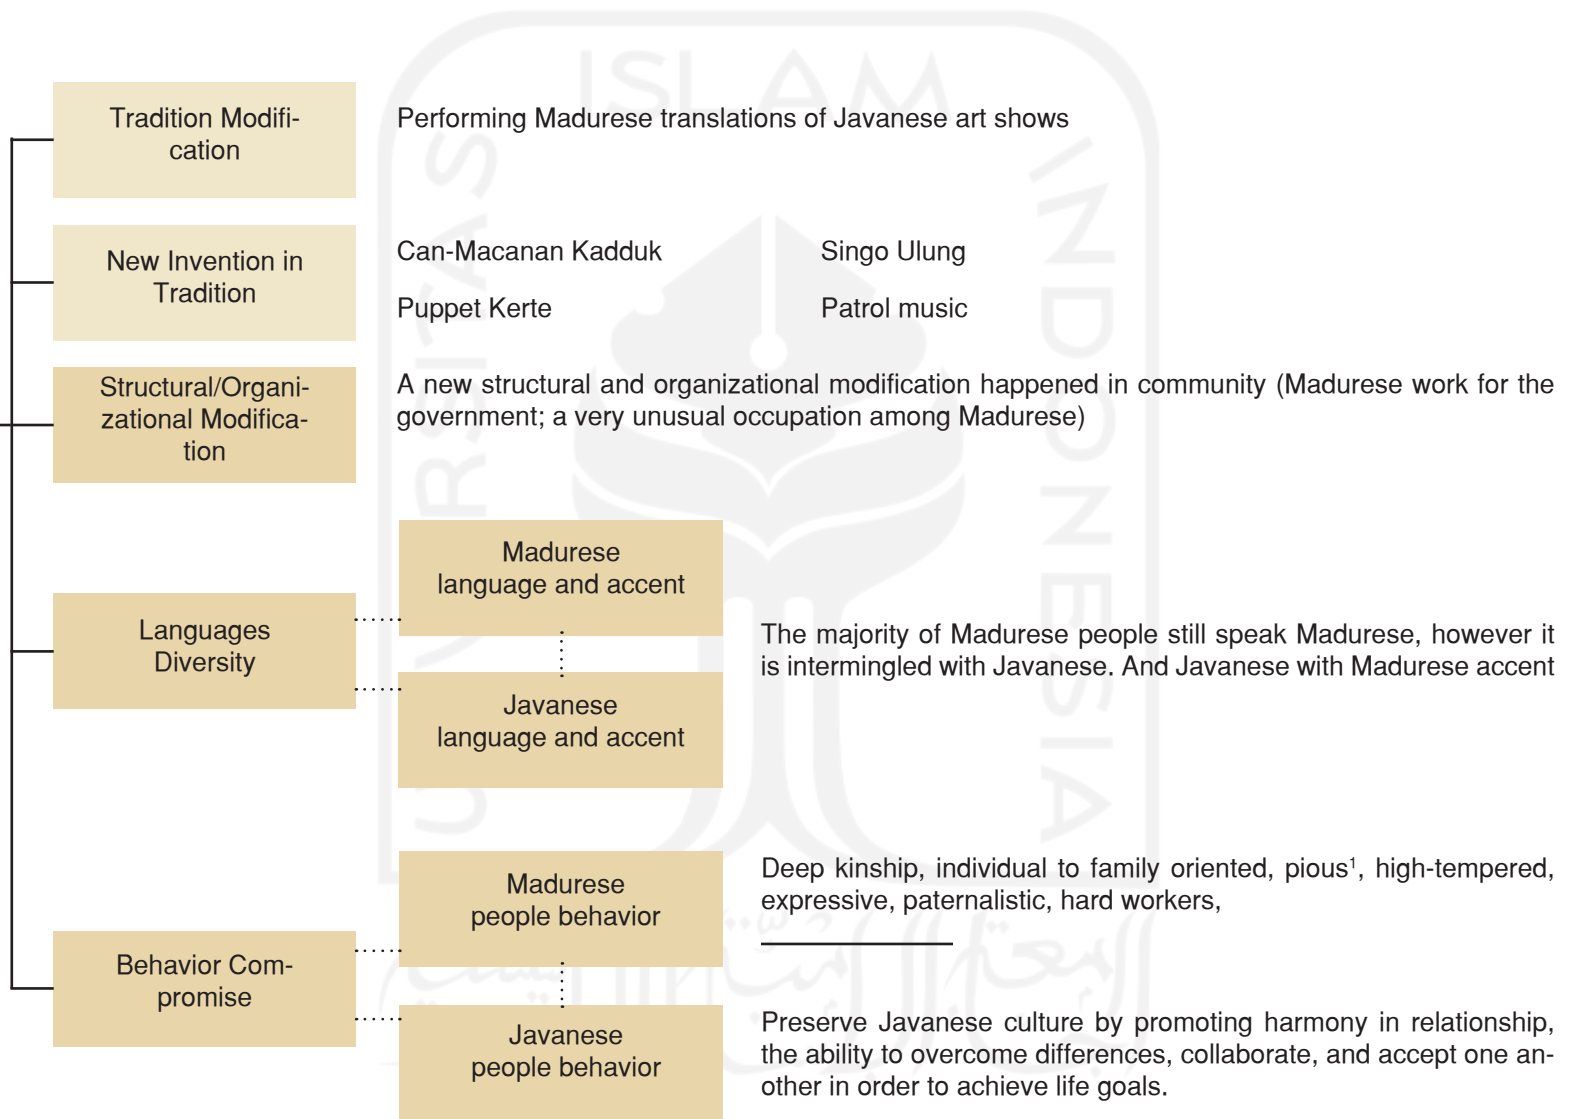 ISLAM
UNIVERSITAS
INDONESIA
Tradition Modifi-
cation
Performing Madurese translations of Javanese art shows
New Invention in
Tradition
Can-Macanan Kadduk
Singo Ulung
Puppet Kerte
Patrol music
Structural/Organi-
zational Modifica-
tion
A new structural and organizational modification happened in community (Madurese work for the
government; a very unusual occupation among Madurese)
Languages
Diversity
Madurese
language and accent
Javanese
language and accent
The majority of Madurese people still speak Madurese, however it
is intermingled with Javanese. And Javanese with Madurese accent
Behavior Com-
promise
Madurese
people behavior
Deep kinship, individual to family oriented, pious¹, high-tempered,
expressive, paternalistic, hard workers,
Javanese
people behavior
Preserve Javanese culture by promoting harmony in relationship,
the ability to overcome differences, collaborate, and accept one an-
other in order to achieve life goals.